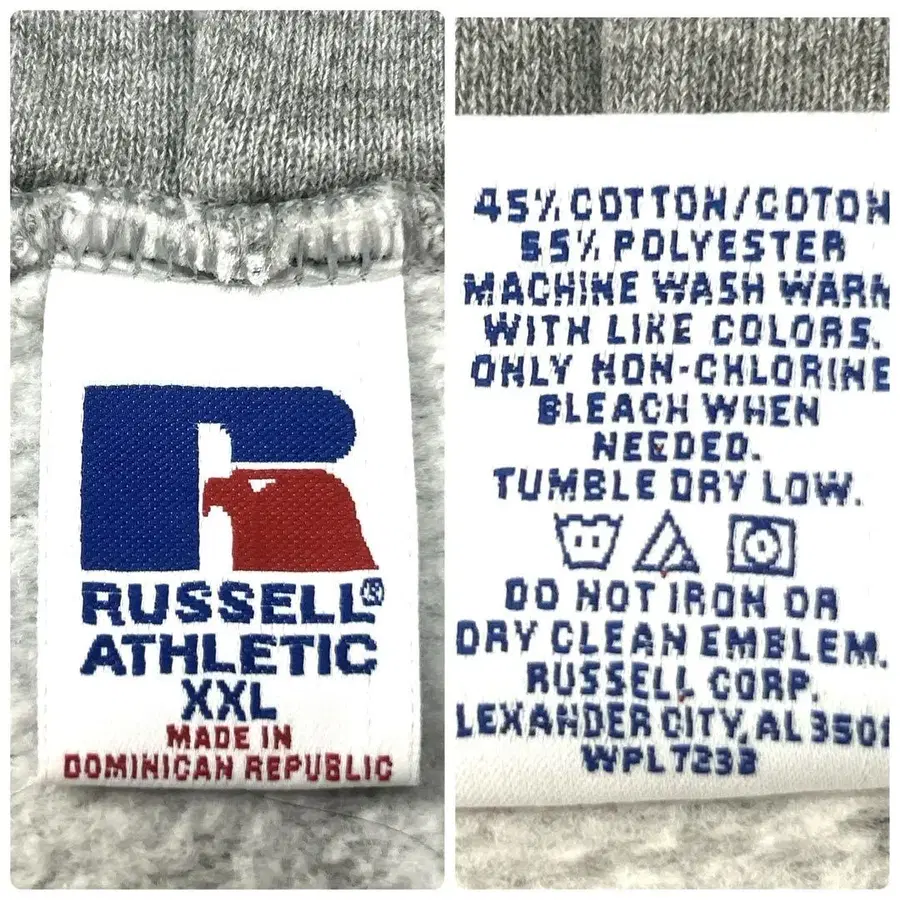 RUSSELL®
ATHLETIC
XXL
MADE IN
DOMINICAN REPUBLIC
45% COTTON/COTON
55% POLYESTER
MACHINE WASH WARM
WITH LIKE COLORS.
ONLY NON-CHLORINE
BLEACH WHEN
NEEDED.
TUMBLE DRY LOW.
DO NOT IRON OR
DRY CLEAN EMBLEM.
RUSSELL CORP.
LEXANDER CITY, AL 3501
WPL 7233